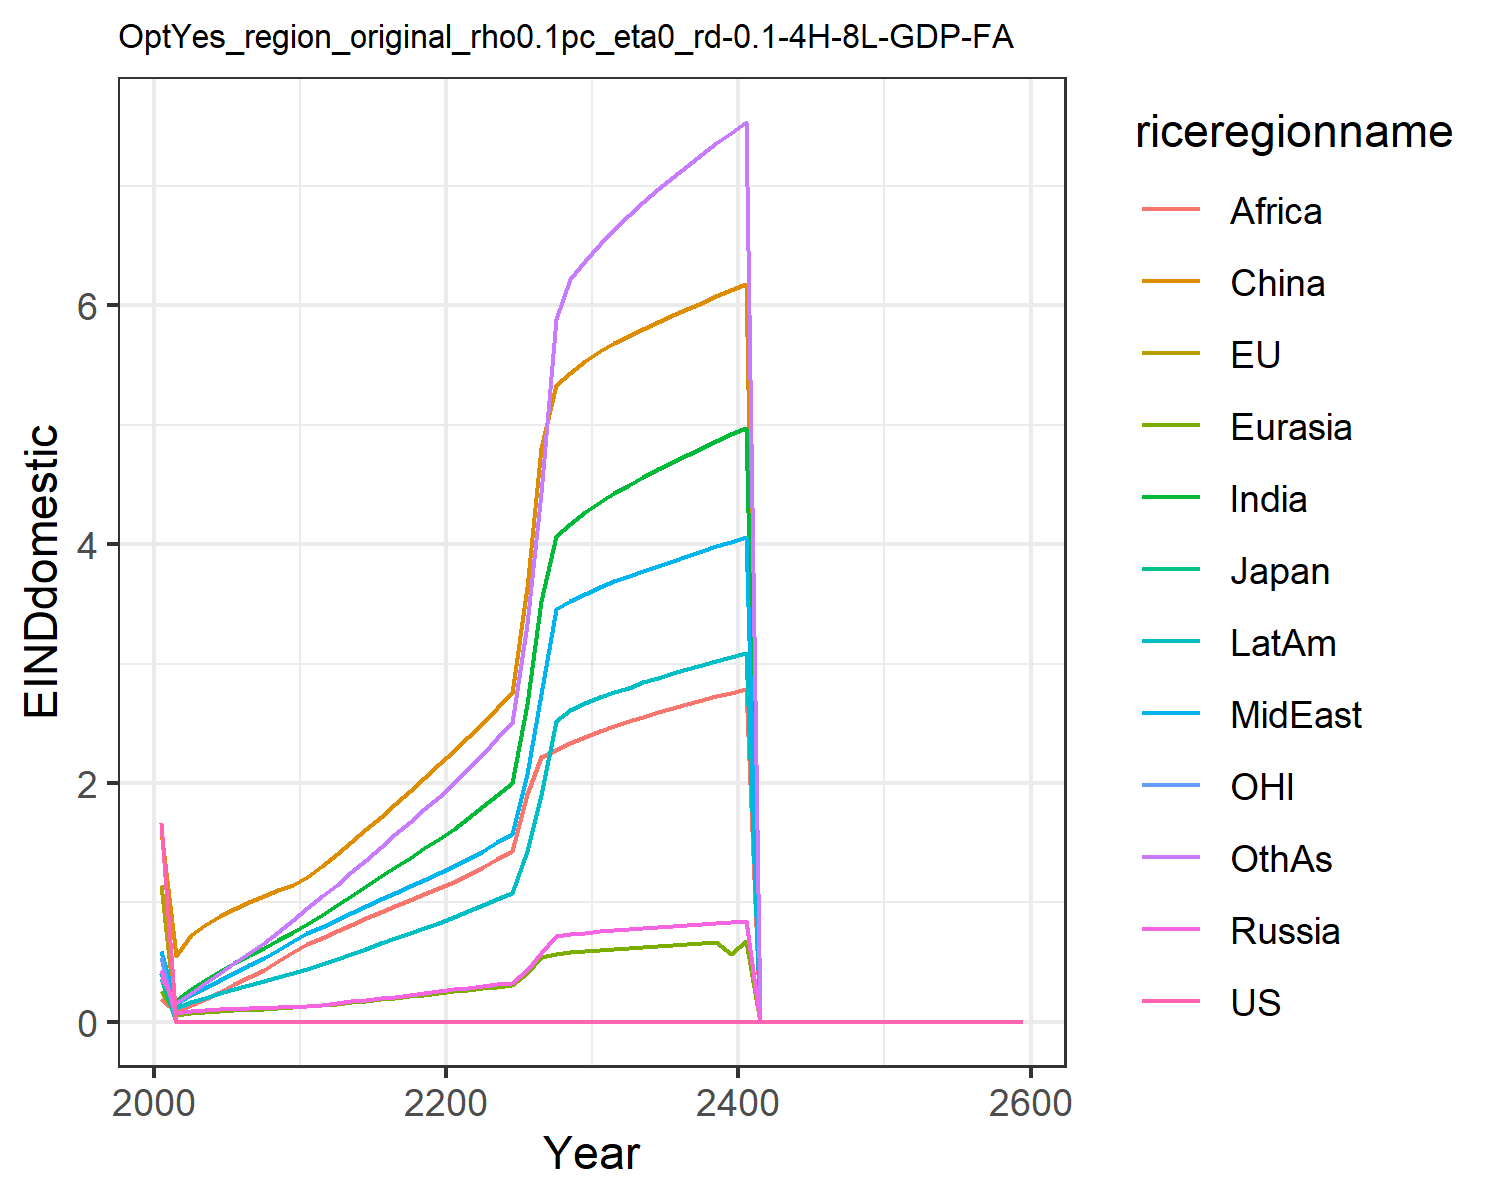 OptYes_region_original_rho0.1pc_eta0_rd-0.1-4H-8L-GDP-FA
riceregionname
Africa
China
EU
Eurasia
India
Japan
LatAm
MidEast
OHI
OthAs
Russia
US
EINDdomestic
6
4
2
0
2000
2200
2400
2600
Year